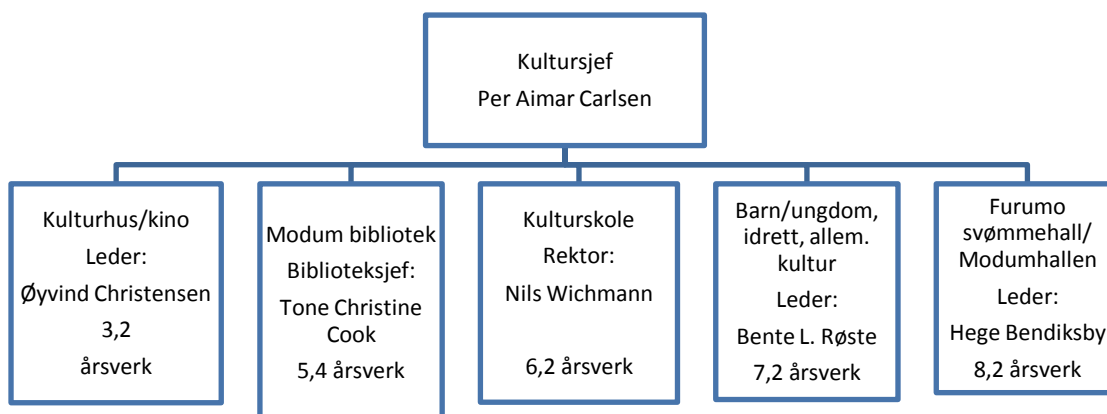 Kultursjef
Per Aimar Carlsen
Kulturhus/kino
Leder:
Øyvind Christensen
3,2
årsverk
Modum bibliotek
Biblioteksjef:
Tone Christine
Cook
5,4 årsverk
Kulturskole
Rektor:
Nils Wichmann
6,2 årsverk
Barn/ungdom,
idrett, allem.
kultur
Leder:
Bente L. Røste
7,2 årsverk
Furumo
svømmehall/
Modumhallen
Leder:
Hege Bendiksby
8,2 årsverk